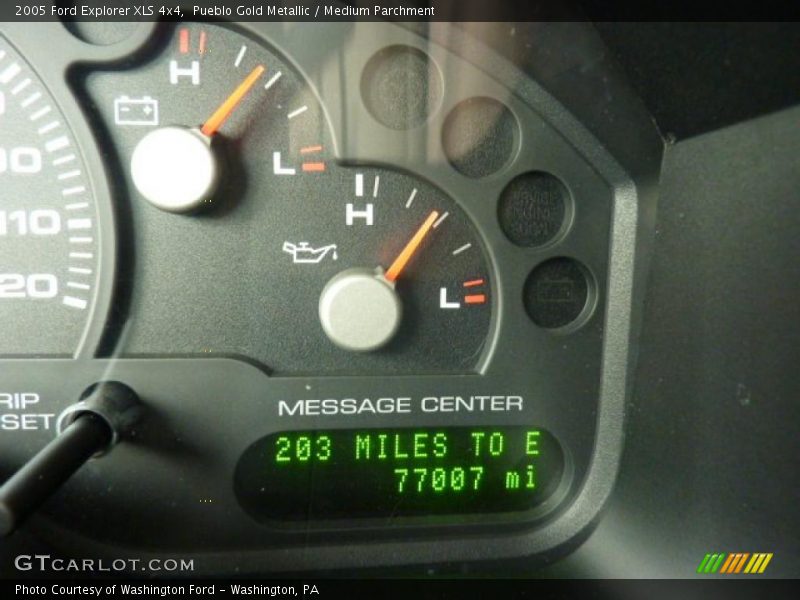 2005 Ford Explorer XLS 4x4, Pueblo Gold Metallic / Medium Parchment
H
L
H
110
L
20
RIP
SET
MESSAGE CENTER
203 MILES TO E
77007 mi
GTCARLOT.COM
Photo Courtesy of Washington Ford - Washington, PA